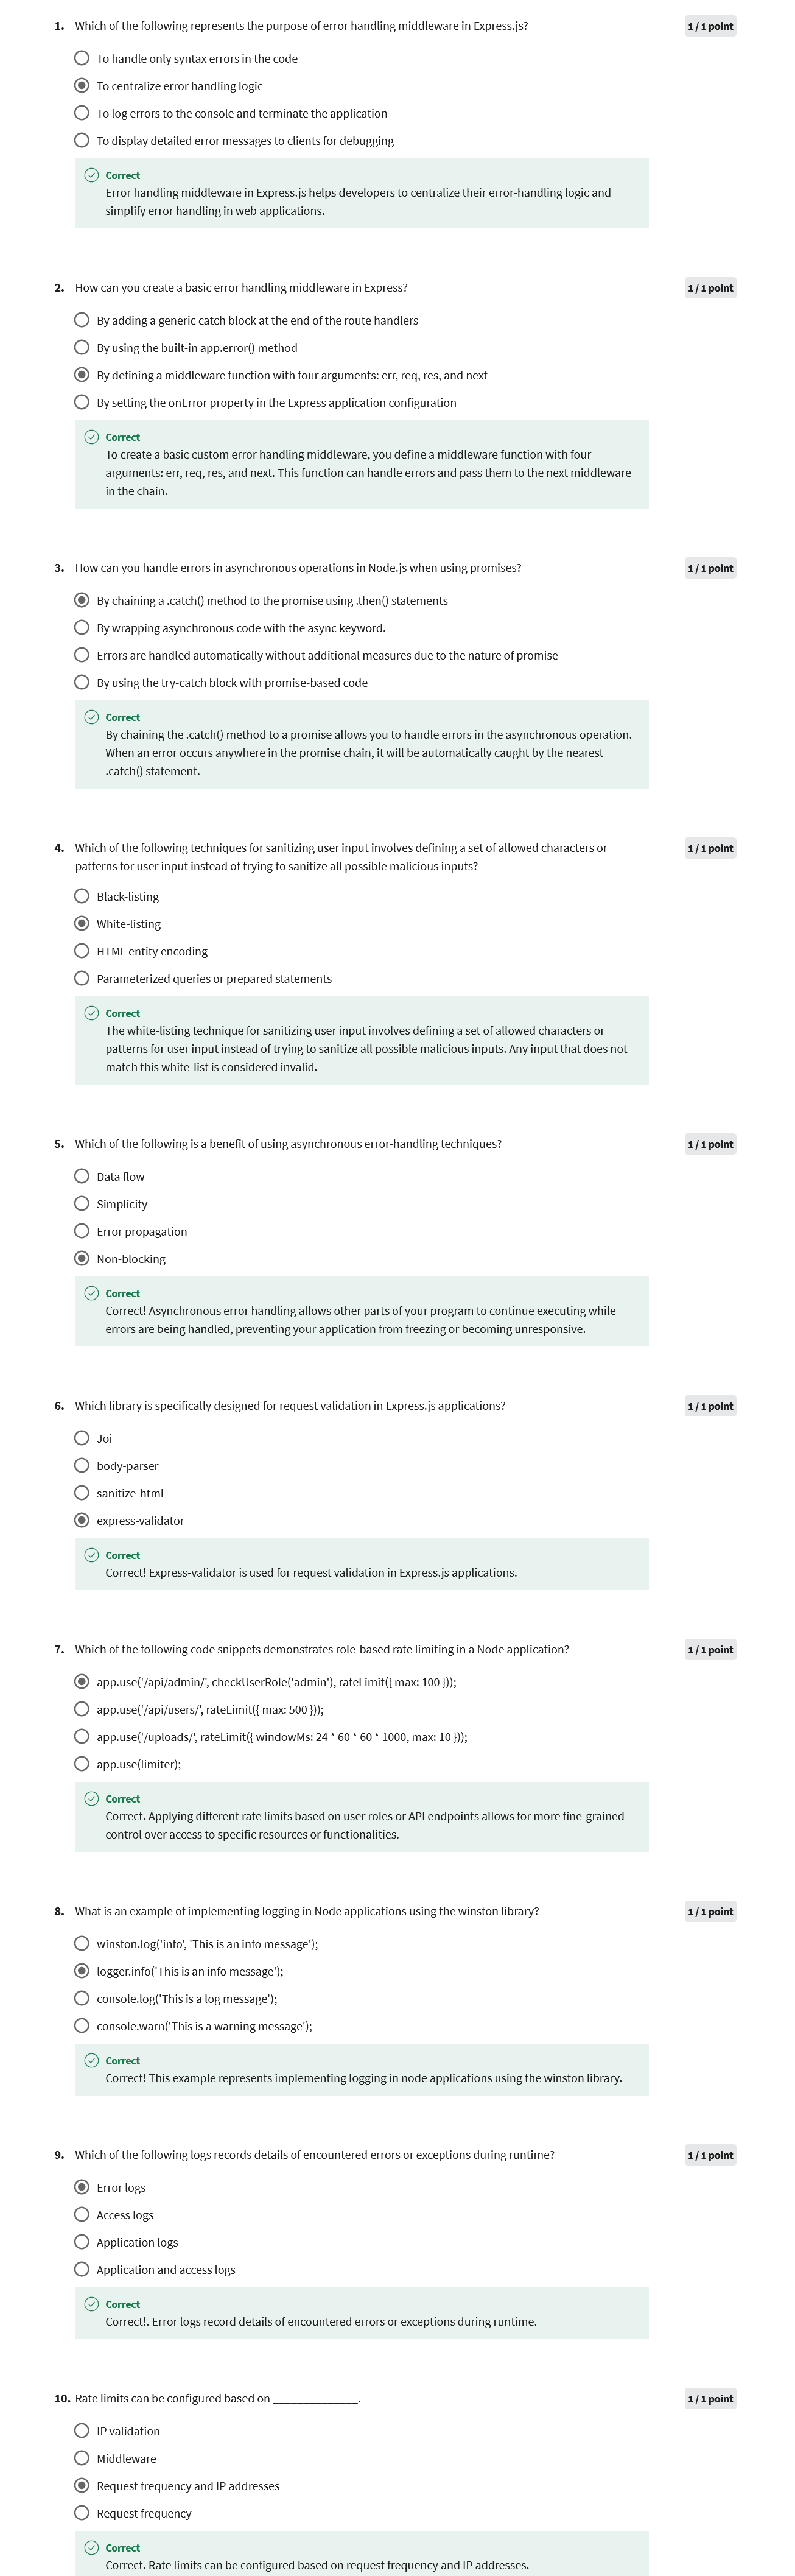 1. Which of the following represents the purpose of error handling middleware in Express.js? 1 / 1 point
To handle only syntax errors in the code
To centralize error handling logic
To log errors to the console and terminate the application
To display detailed error messages to clients for debugging
Correct
Error handling middleware in Express.js helps developers to centralize their error-handling logic and
simplify error handling in web applications.
2. How can you create a basic error handling middleware in Express? 1 / 1 point
By adding a generic catch block at the end of the route handlers
By using the built-in app.error() method
By defining a middleware function with four arguments: err, req, res, and next
By setting the onError property in the Express application configuration
Correct
To create a basic custom error handling middleware, you define a middleware function with four
arguments: err, req, res, and next. This function can handle errors and pass them to the next middleware
in the chain.
3. How can you handle errors in asynchronous operations in Node.js when using promises? 1 / 1 point
By chaining a .catch() method to the promise using .then() statements
By wrapping asynchronous code with the async keyword.
Errors are handled automatically without additional measures due to the nature of promise
By using the try-catch block with promise-based code
Correct
By chaining the .catch() method to a promise allows you to handle errors in the asynchronous operation.
When an error occurs anywhere in the promise chain, it will be automatically caught by the nearest
.catch() statement.
4. Which of the following techniques for sanitizing user input involves defining a set of allowed characters or 1 / 1 point
patterns for user input instead of trying to sanitize all possible malicious inputs?
Black-listing
White-listing
HTML entity encoding
Parameterized queries or prepared statements
Correct
The white-listing technique for sanitizing user input involves defining a set of allowed characters or
patterns for user input instead of trying to sanitize all possible malicious inputs. Any input that does not
match this white-list is considered invalid.
5. Which of the following is a benefit of using asynchronous error-handling techniques? 1 / 1 point
Data flow
Simplicity
Error propagation
Non-blocking
Correct
Correct! Asynchronous error handling allows other parts of your program to continue executing while
errors are being handled, preventing your application from freezing or becoming unresponsive.
6. Which library is specifically designed for request validation in Express.js applications? 1 / 1 point
Joi
body-parser
sanitize-html
express-validator
Correct
Correct! Express-validator is used for request validation in Express.js applications.
7. Which of the following code snippets demonstrates role-based rate limiting in a Node application? 1 / 1 point
app.use('/api/admin/', checkUserRole('admin'), rateLimit({ max: 100 }));
app.use('/api/users/', rateLimit({ max: 500 }));
app.use('/uploads/', rateLimit({ windowMs: 24 * 60 * 60 * 1000, max: 10 }));
app.use(limiter);
Correct
Correct. Applying different rate limits based on user roles or API endpoints allows for more fine-grained
control over access to specific resources or functionalities.
8. What is an example of implementing logging in Node applications using the winston library? 1 / 1 point
winston.log('info', 'This is an info message');
logger.info('This is an info message');
console.log('This is a log message');
console.warn('This is a warning message');
Correct
Correct! This example represents implementing logging in node applications using the winston library.
9. Which of the following logs records details of encountered errors or exceptions during runtime? 1 / 1 point
Error logs
Access logs
Application logs
Application and access logs
Correct
Correct!. Error logs record details of encountered errors or exceptions during runtime.
10. Rate limits can be configured based on ______________. 1 / 1 point
IP validation
Middleware
Request frequency and IP addresses
Request frequency
Correct
Correct. Rate limits can be configured based on request frequency and IP addresses.